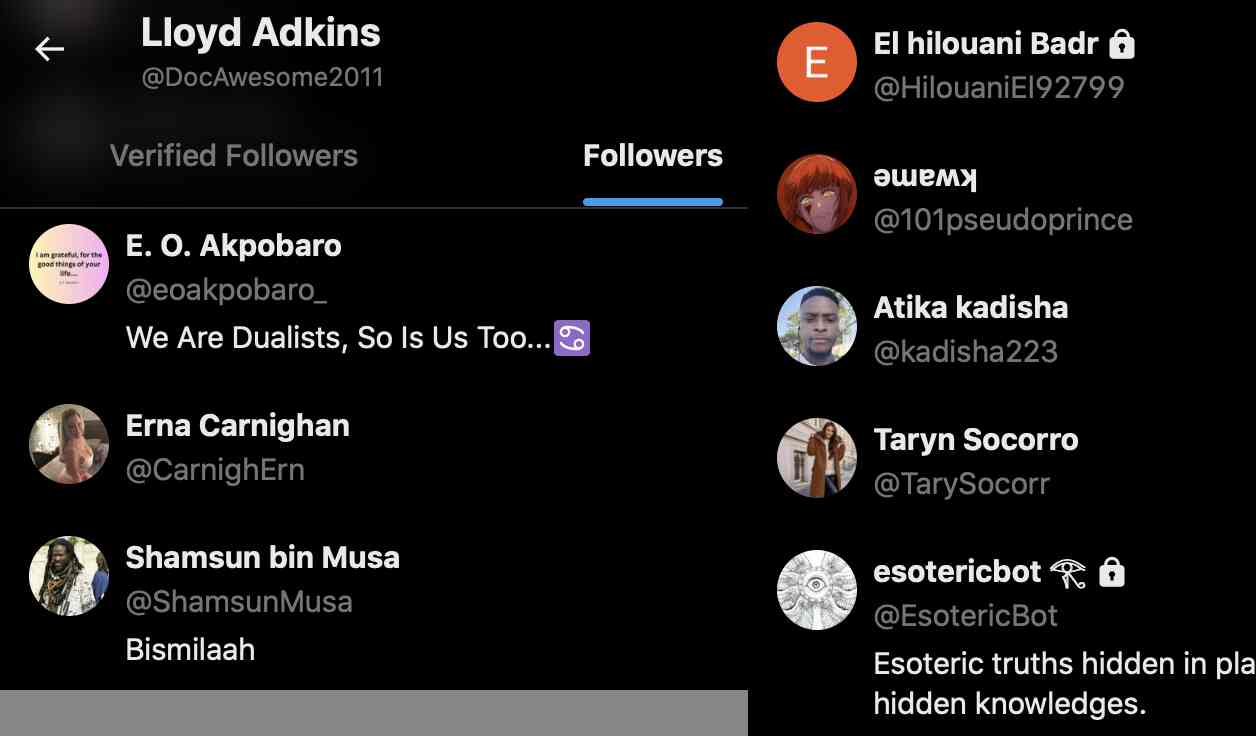 Lloyd Adkins
@DocAwesome2011
Verified Followers
Followers
I am grateful, for the
good things of your
life....
E. O. Akpobaro
@eoakpobaro_
We Are Dualists, So Is Us Too...♋
Erna Carnighan
@CarnighErn
Shamsun bin Musa
@ShamsunMusa
Bismilaah
E
El hilouani Badr
@HilouaniEl92799
ǝɯɐʍʞ
@101pseudoprince
Atika kadisha
@kadisha223
Taryn Socorro
@TarySocorr
esotericbot 𓂀
@EsotericBot
Esoteric truths hidden in pla
hidden knowledges.